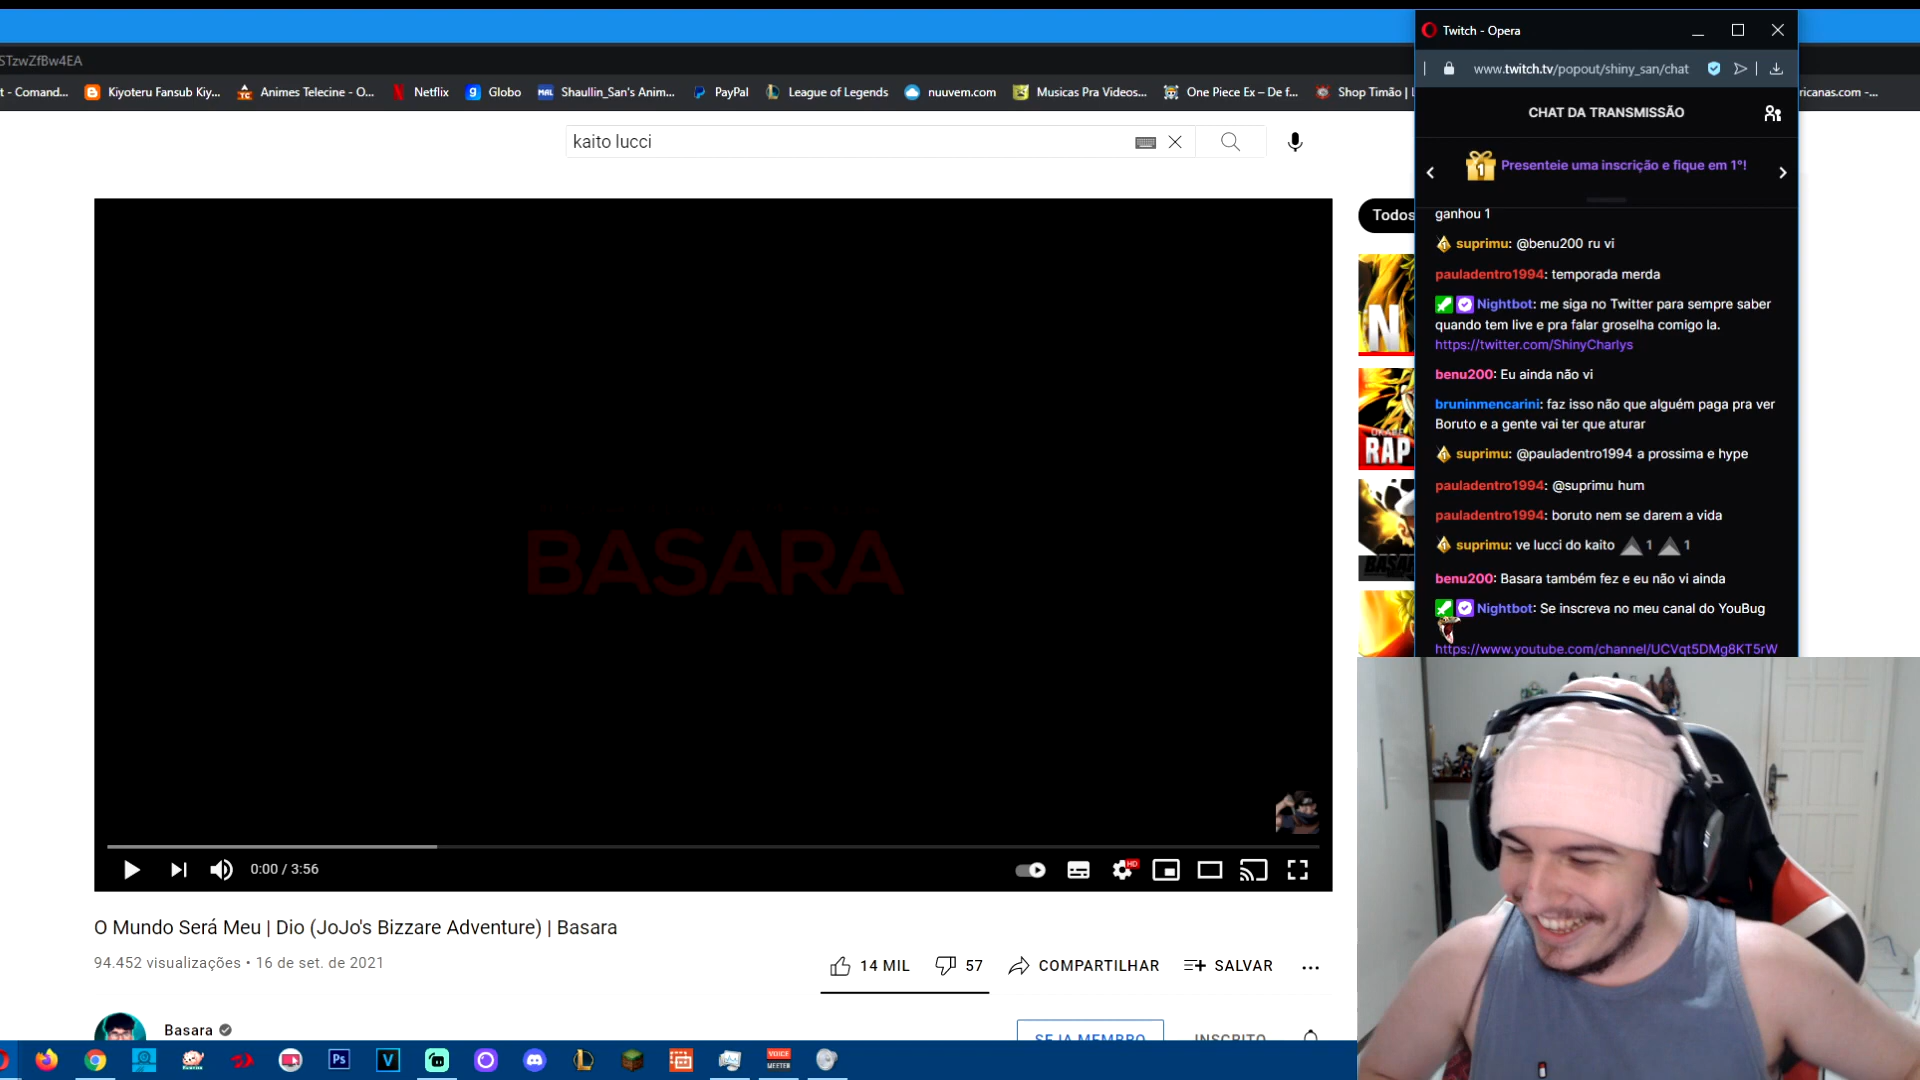 STzwZfBw4EA
t - Comand...
Kiyoteru Fansub Kiy...
Animes Telecine - O...
Netflix
Globo
Shaullin_San's Anim...
PayPal
League of Legends
nuuvem.com
Musicas Pra Videos...
One Piece Ex – De f...
Shop Timão |
ricanas.com -...
kaito lucci
Todos
BASARA
RAP
0:00 / 3:56
HD
O Mundo Será Meu | Dio (JoJo's Bizzare Adventure) | Basara
94.452 visualizações • 16 de set. de 2021
14 MIL
57
COMPARTILHAR
SALVAR
Basara
SEJA MEMBRO
INSCRITO
Twitch - Opera
www.twitch.tv/popout/shiny_san/chat
CHAT DA TRANSMISSÃO
Presenteie uma inscrição e fique em 1º!
ganhou 1
suprimu: @benu200 ru vi
pauladentro1994: temporada merda
Nightbot: me siga no Twitter para sempre saber
quando tem live e pra falar groselha comigo la.
https://twitter.com/ShinyCharlys
benu200: Eu ainda não vi
bruninmencarini: faz isso não que alguém paga pra ver
Boruto e a gente vai ter que aturar
suprimu: @pauladentro1994 a prossima e hype
pauladentro1994: @suprimu hum
pauladentro1994: boruto nem se darem a vida
suprimu: ve lucci do kaito 1 1
benu200: Basara também fez e eu não vi ainda
Nightbot: Se inscreva no meu canal do YouBug
https://www.youtube.com/channel/UCVqt5DMg8KT5rW
Ps
VOICE
MEETER